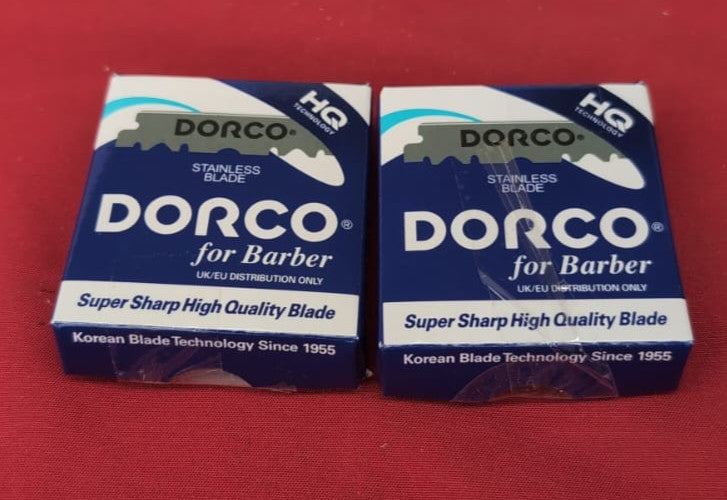 HQ
TECHNOLOGY
DORCO®
STAINLESS
BLADE
DORCO®
for Barber
UK/EU DISTRIBUTION ONLY
Super Sharp High Quality Blade
Korean Blade Technology Since 1955
HQ
TECHNOLOGY
DORCO®
STAINLESS
BLADE
DORCO®
for Barber
UK/EU DISTRIBUTION ONLY
Super Sharp High Quality Blade
Korean Blade Technology Since 1955